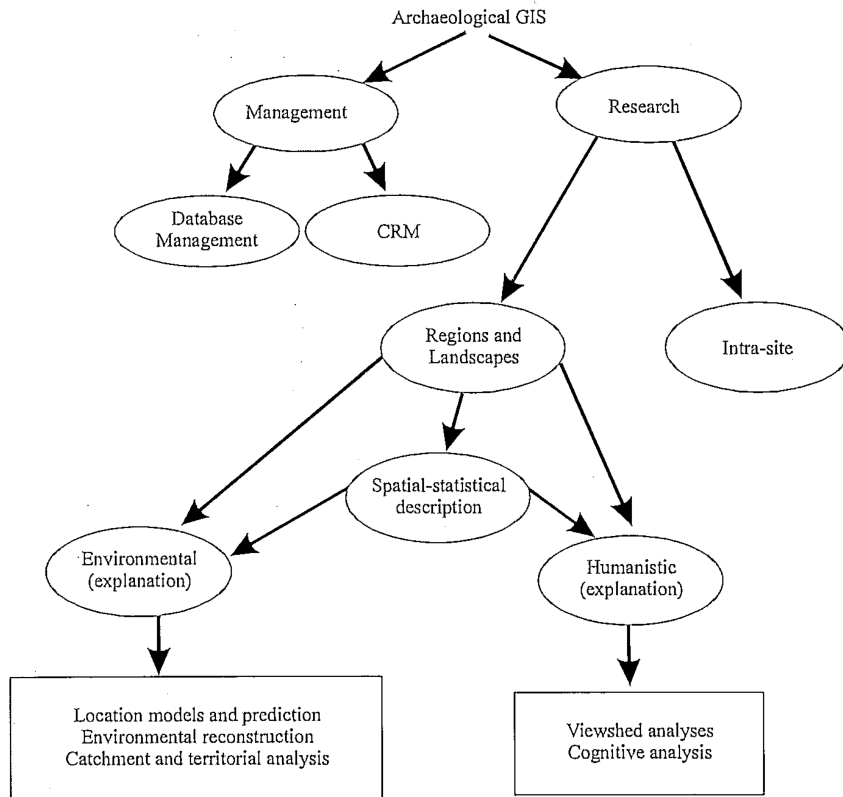 Archaeological GIS
Management
Research
Database
Management
CRM
Regions and
Landscapes
Intra-site
Spatial-statistical
description
Environmental
(explanation)
Humanistic
(explanation)
Location models and prediction
Environmental reconstruction
Catchment and territorial analysis
Viewshed analyses
Cognitive analysis